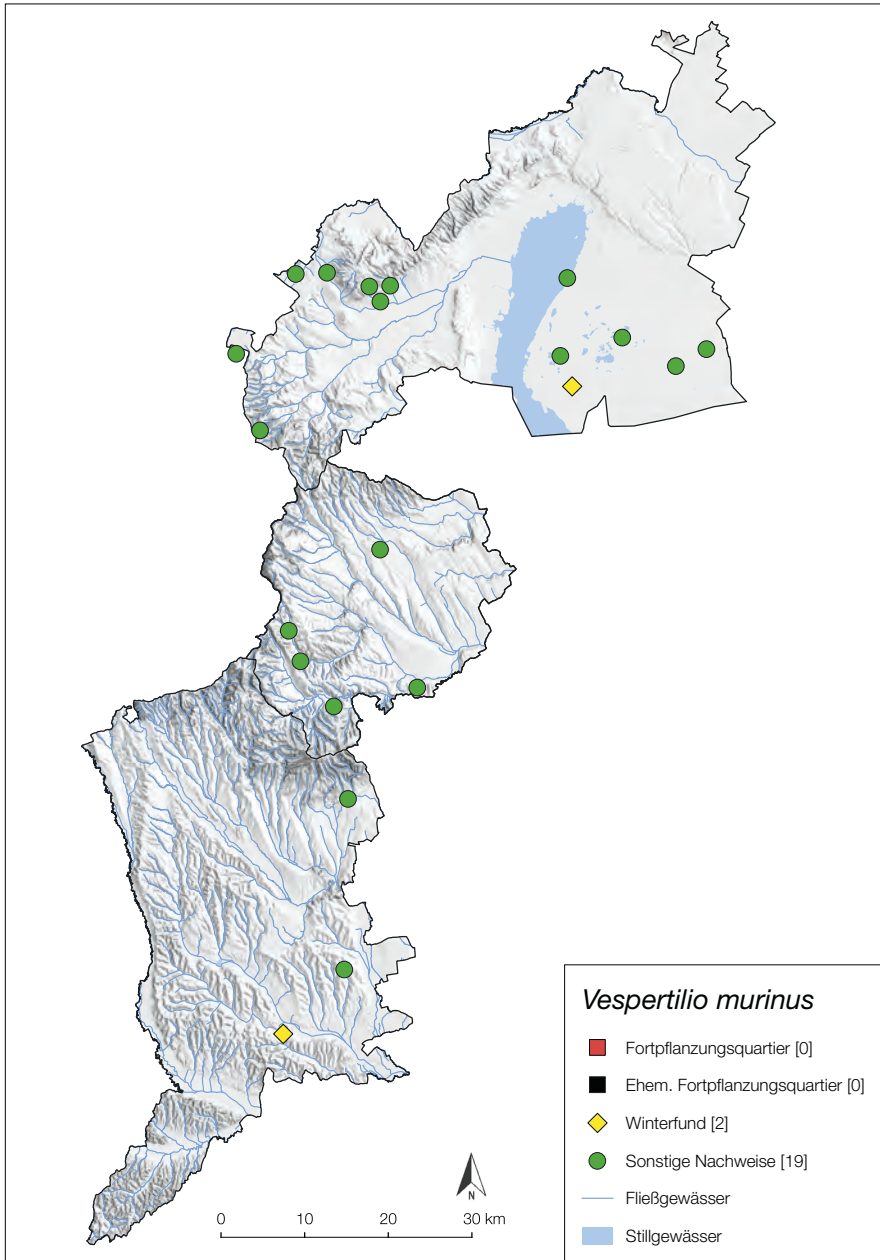 Vespertilio murinus
Fortpflanzungsquartier [0]
Ehem. Fortpflanzungsquartier [0]
Winterfund [2]
Sonstige Nachweise [19]
Fließgewässer
Stillgewässer
N
0 10 20 30 km